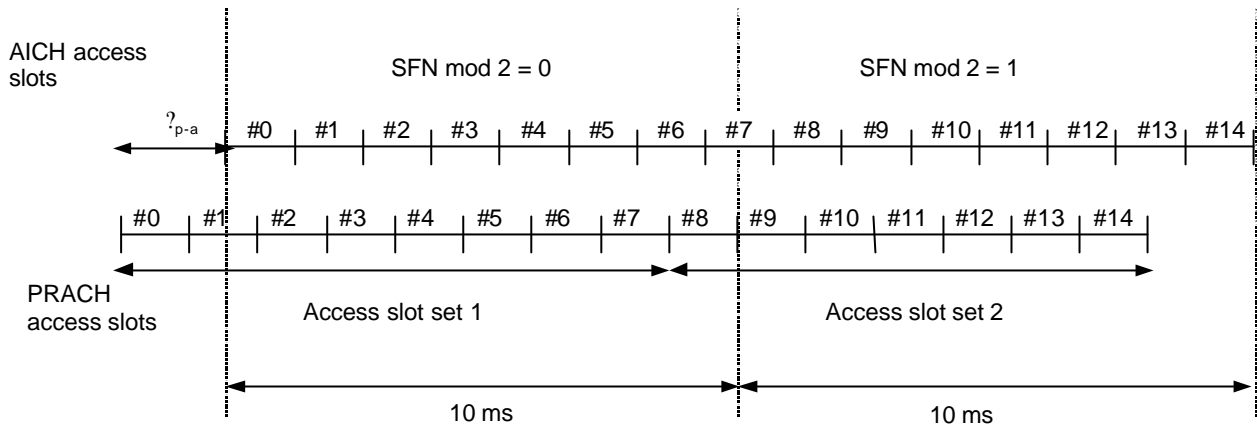 AICH access
slots
SFN mod 2 = 0
SFN mod 2 = 1
?p-a
#0 #1 #2 #3 #4 #5 #6 #7 #8 #9 #10 #11 #12 #13 #14
#0 #1 #2 #3 #4 #5 #6 #7 #8 #9 #10 #11 #12 #13 #14
PRACH
access slots
Access slot set 1
Access slot set 2
10 ms
10 ms